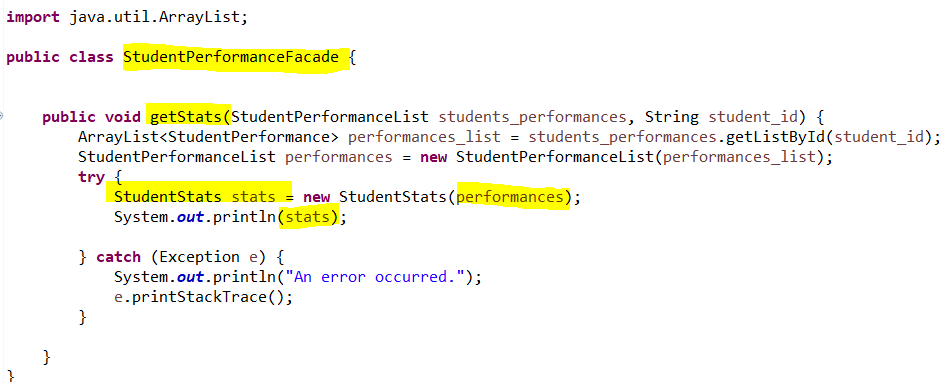 import java.util.ArrayList;
public class StudentPerformanceFacade {
public void getStats(StudentPerformanceList students_performances, String student_id) {
ArrayList<StudentPerformance> performances_list = students_performances.getListById(student_id);
StudentPerformanceList performances = new StudentPerformanceList(performances_list);
try {
StudentStats stats = new StudentStats(performances);
System.out.println(stats);
} catch (Exception e) {
System.out.println("An error occurred.");
e.printStackTrace();
}
}
}